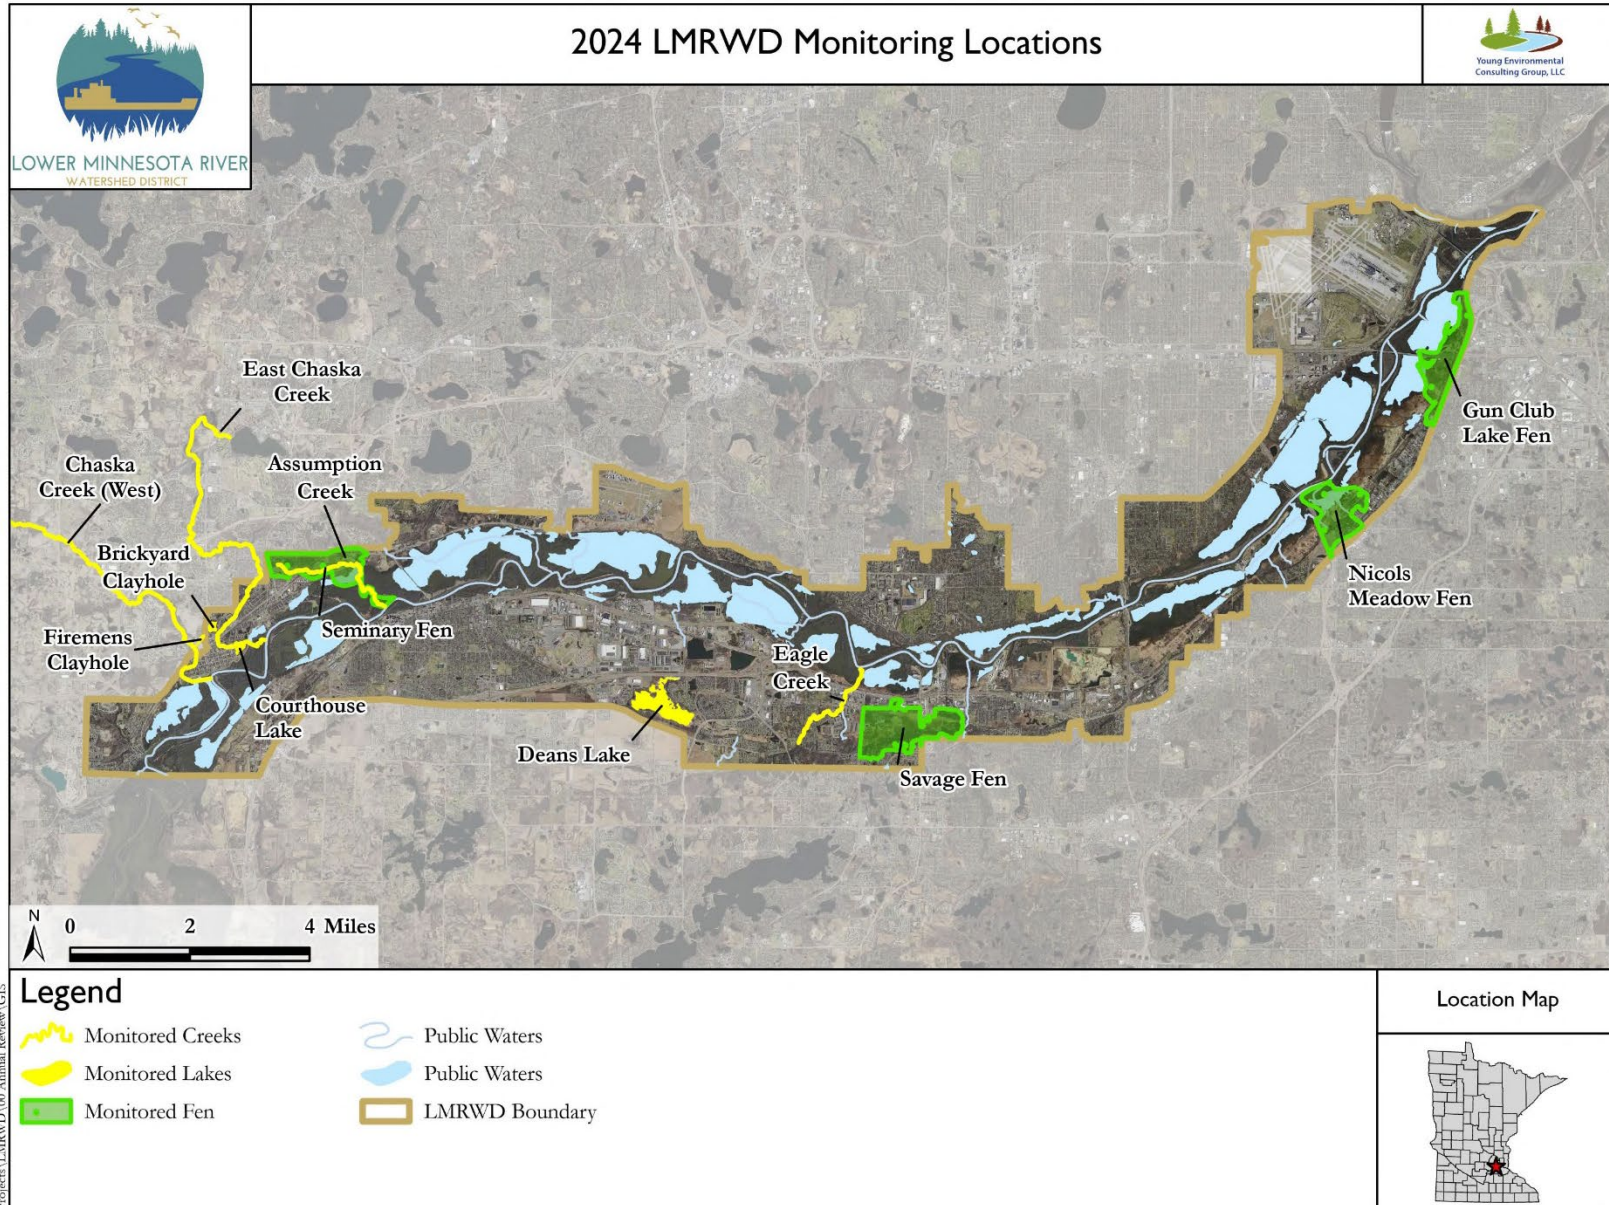 LOWER MINNESOTA RIVER
WATERSHED DISTRICT
2024 LMRWD Monitoring Locations
Young Environmental
Consulting Group, LLC
East Chaska
Creek
Chaska
Creek (West)
Assumption
Creek
Brickyard
Clayhole
Firemens
Clayhole
Seminary Fen
Courthouse
Lake
Deans Lake
Eagle
Creek
Savage Fen
Nicols
Meadow Fen
Gun Club
Lake Fen
N
0 2 4 Miles
Legend
Monitored Creeks
Monitored Lakes
Monitored Fen
Public Waters
Public Waters
LMRWD Boundary
Location Map